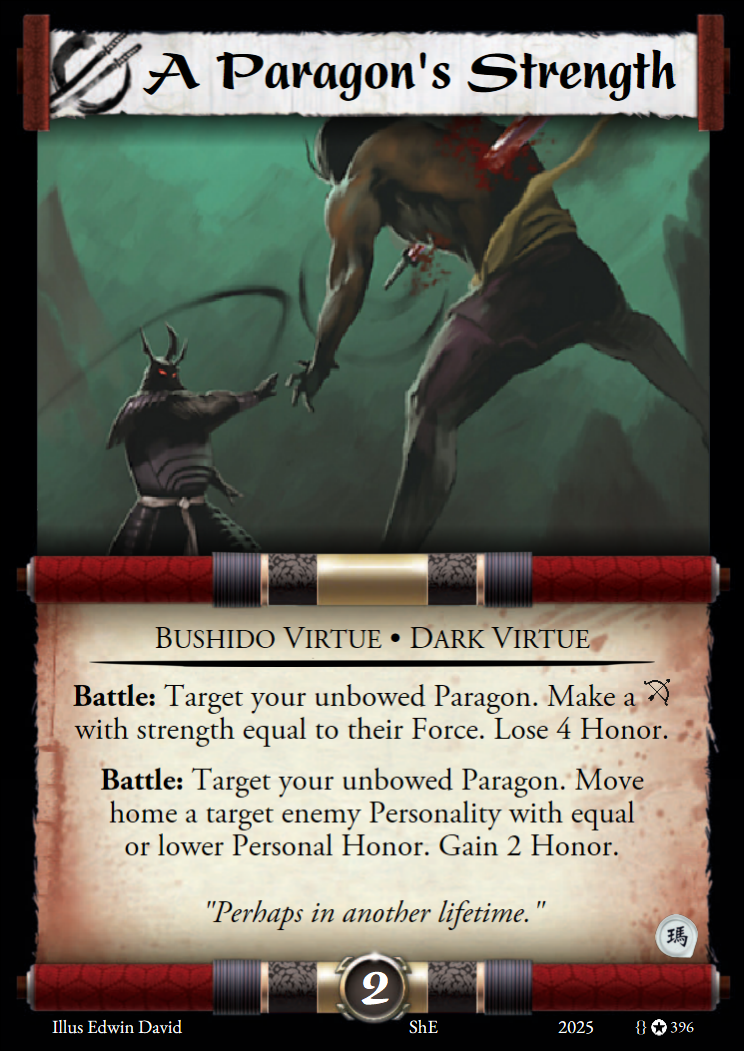 A Paragon's Strength
Bushido Virtue • Dark Virtue
Battle: Target your unbowed Paragon. Make a
with strength equal to their Force. Lose 4 Honor.
Battle: Target your unbowed Paragon. Move
home a target enemy Personality with equal
or lower Personal Honor. Gain 2 Honor.
"Perhaps in another lifetime."
瑪
2
Illus Edwin David ShE 2025 {} 396